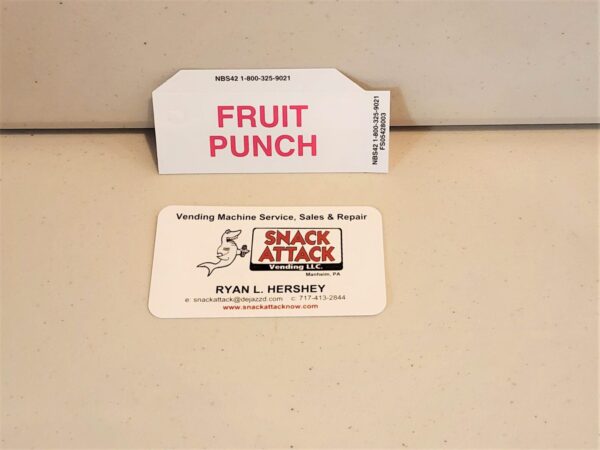 NBS42 1-800-325-9021
FRUIT
PUNCH
NBS42 1-800-325-9021
FS05428003
Vending Machine Service, Sales & Repair
SNACK
ATTACK
Vending LLC.
Manheim, PA
RYAN L. HERSHEY
e: snackattack@dejazzd.com c: 717-413-2844
www.snackattacknow.com